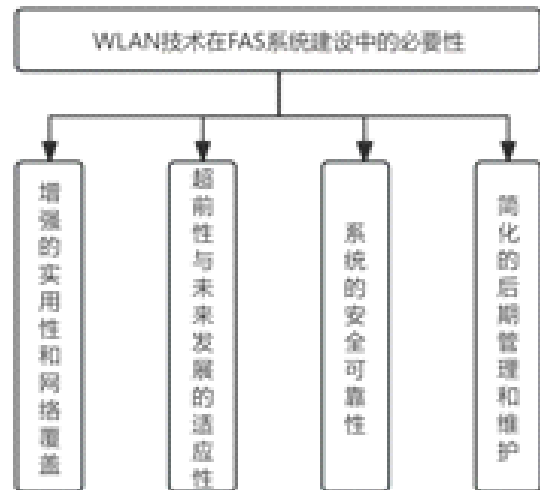 WLAN技术在FAS系统建设中的必要性
增强的实用性和网络覆盖
超前性与未来发展的适应性
系统的安全可靠性
简化的后期管理和维护